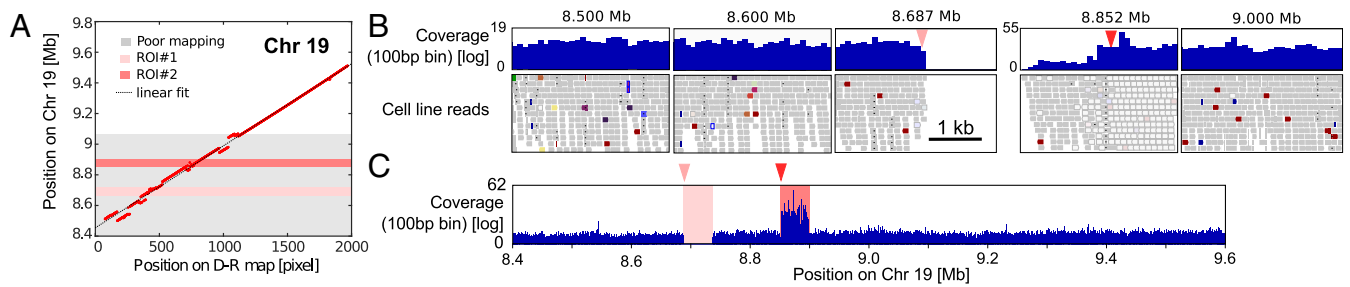 A
Position on Chr 19 [Mb]
9.8
9.6
9.4
9.2
9
8.8
8.6
8.4
Poor mapping
ROI#1
ROI#2
linear fit
Chr 19
0 500 1000 1500 2000
Position on D-R map [pixel]
B
8.500 Mb 8.600 Mb 8.687 Mb 8.852 Mb 9.000 Mb
Coverage
(100bp bin) [log]
19
0
55
0
Cell line reads
1 kb
C
Coverage
(100bp bin) [log]
62
0
8.4 8.6 8.8 9.0 9.2 9.4 9.6
Position on Chr 19 [Mb]